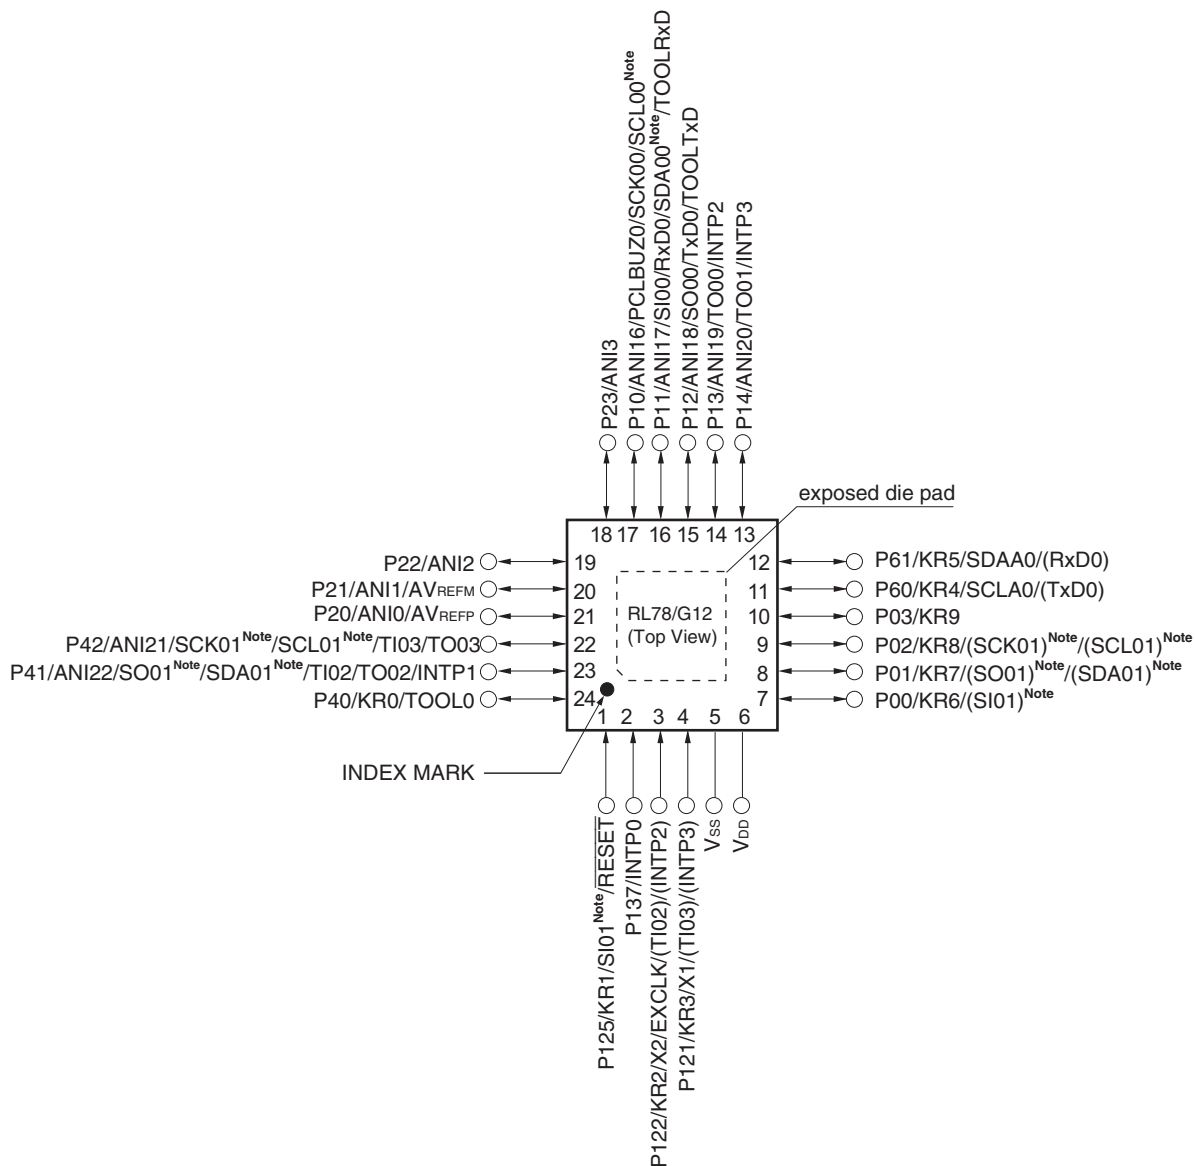 P23/ANI3
P10/ANI16/PCLBUZ0/SCK00/SCL00Note
P11/ANI17/SI00/RxD0/SDA00Note/TOOLRxD
P12/ANI18/SO00/TxD0/TOOLTxD
P13/ANI19/TO00/INTP2
P14/ANI20/TO01/INTP3
exposed die pad
18 17 16 15 14 13
P22/ANI2 19
P21/ANI1/AVREFM 20
P20/ANI0/AVREFP 21
P42/ANI21/SCK01Note/SCL01Note/TI03/TO03 22
P41/ANI22/SO01Note/SDA01Note/TI02/TO02/INTP1 23
P40/KR0/TOOL0 24
RL78/G12
(Top View)
12 P61/KR5/SDAA0/(RxD0)
11 P60/KR4/SCLA0/(TxD0)
10 P03/KR9
9 P02/KR8/(SCK01)Note/(SCL01)Note
8 P01/KR7/(SO01)Note/(SDA01)Note
7 P00/KR6/(SI01)Note
1 2 3 4 5 6
INDEX MARK
P125/KR1/SI01Note/RESET
P137/INTP0
P122/KR2/X2/EXCLK/(TI02)/(INTP2)
P121/KR3/X1/(TI03)/(INTP3)
VSS
VDD